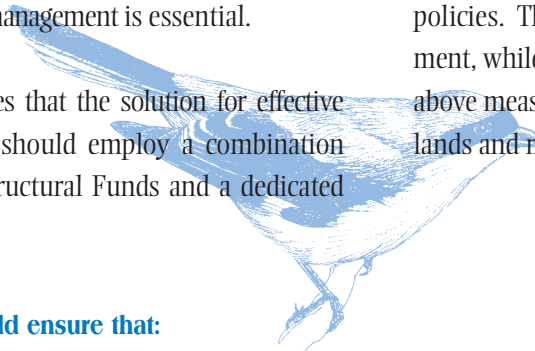 management is essential.
es that the solution for effective
should employ a combination
ructural Funds and a dedicated
ld ensure that:
policies. Th
ment, while
above meas
lands and n